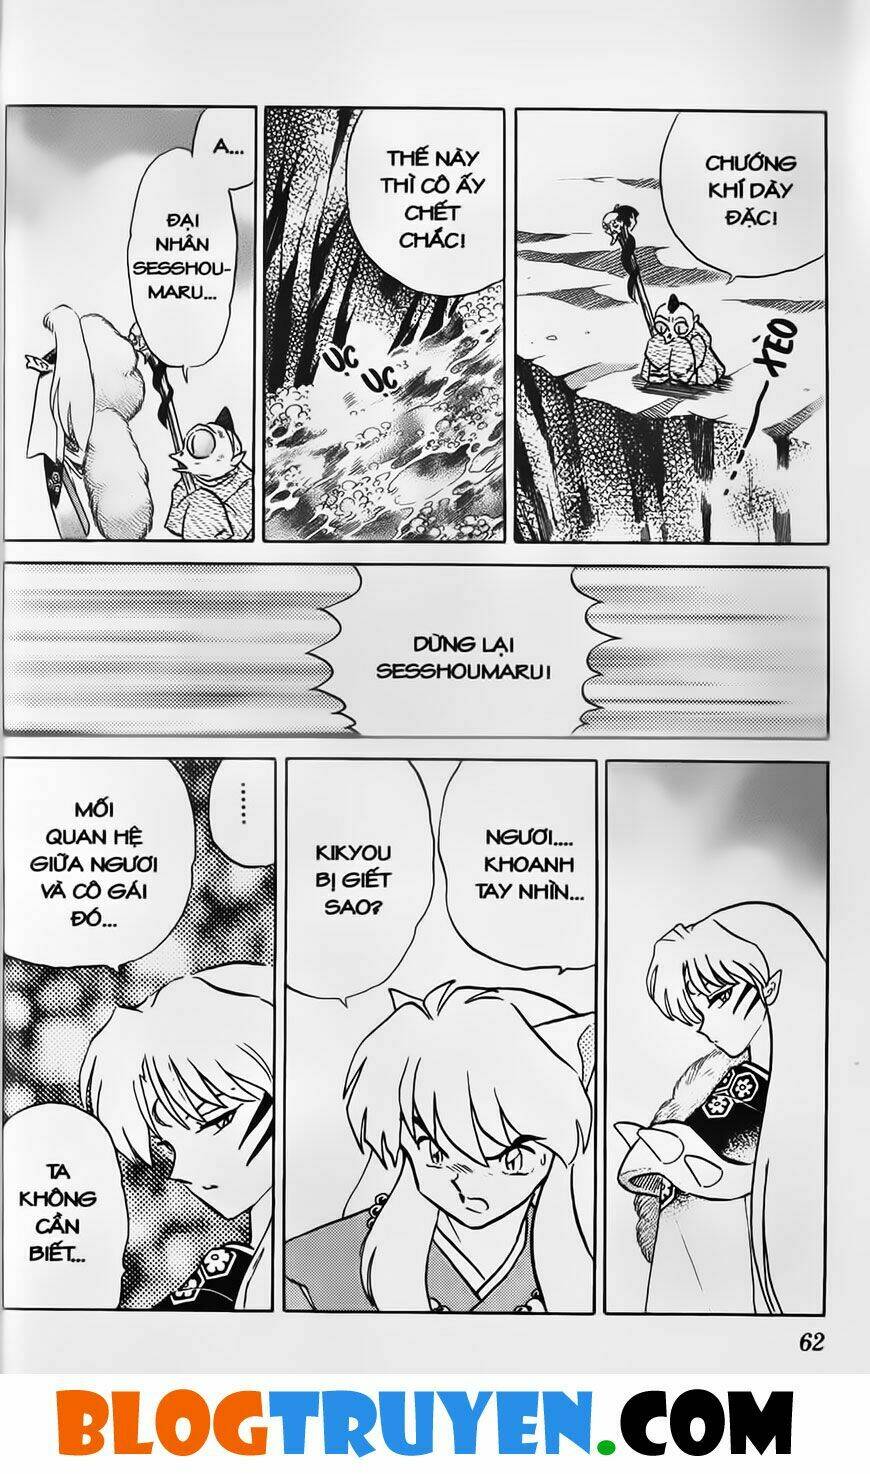 CHƯỚNG
KHÍ DÀY
ĐẶC!
XÈO
THẾ NÀY
THÌ CÔ ẤY
CHẾT
CHẮC!
ỤC
ỤC
A...
ĐẠI
NHÂN
SESSHOU-
MARU...
DỪNG LẠI
SESSHOUMARU!
NGƯƠI....
KHOANH
TAY NHÌN...
KIKYOU
BỊ GIẾT
SAO?
........
MỐI
QUAN HỆ
GIỮA NGƯƠI
VÀ CÔ GÁI
ĐÓ...
TA
KHÔNG
CẦN
BIẾT...
62
BLOGTRUYEN.COM